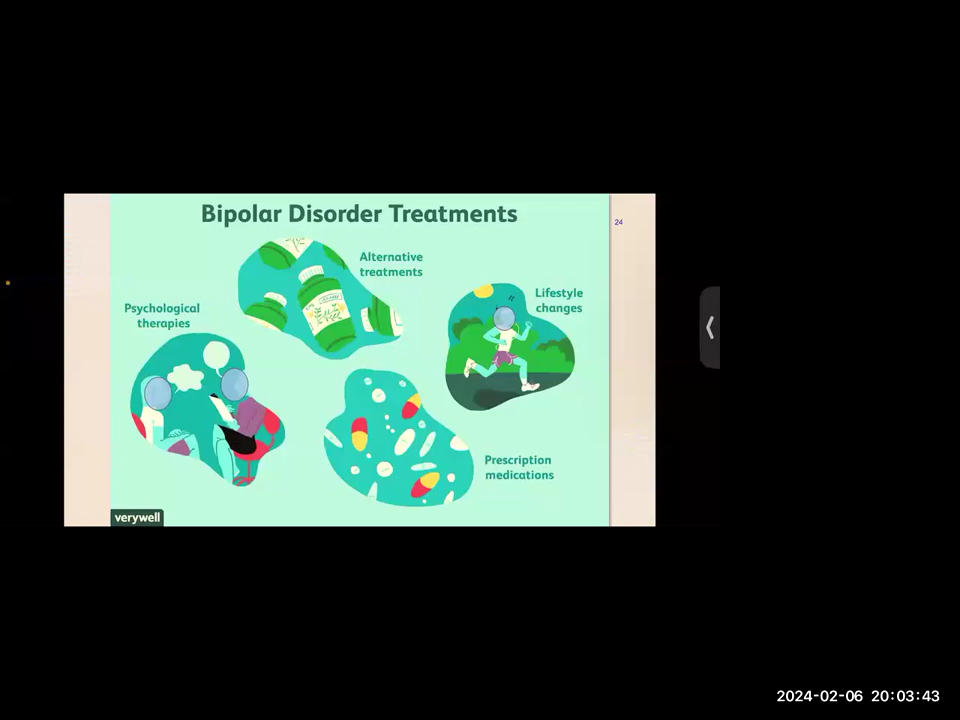 Bipolar Disorder Treatments
24
Alternative
treatments
Lifestyle
changes
Psychological
therapies
Prescription
medications
verywell
2024-02-06 20:03:43